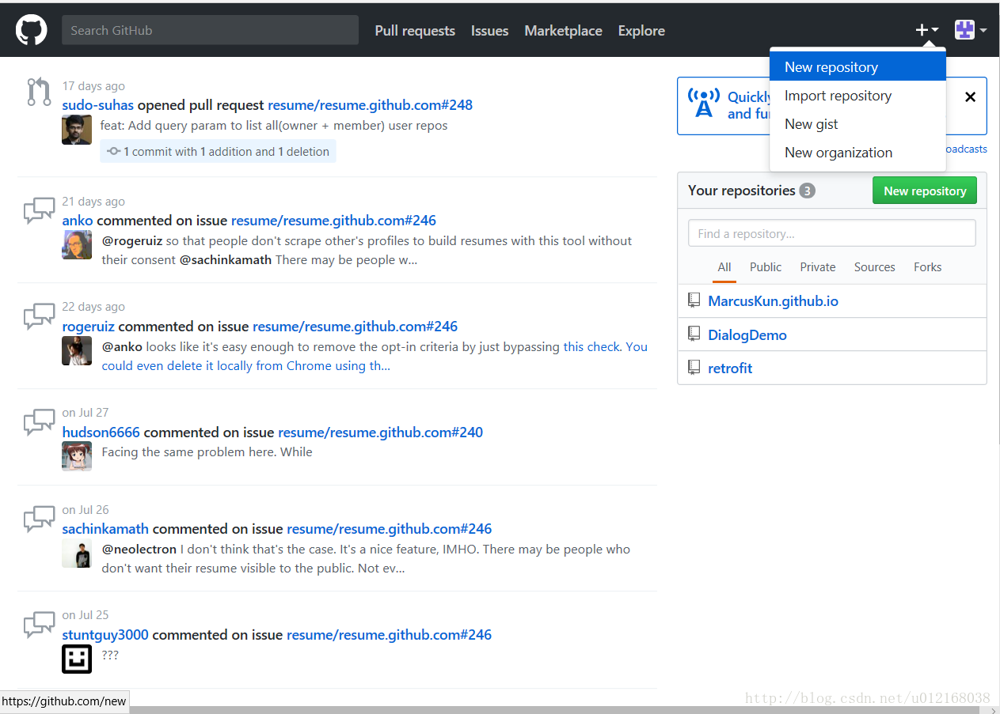 Search GitHub
Pull requests
Issues
Marketplace
Explore
New repository
Import repository
New gist
New organization
17 days ago
sudo-suhas opened pull request resume/resume.github.com#248
feat: Add query param to list all(owner + member) user repos
1 commit with 1 addition and 1 deletion
21 days ago
anko commented on issue resume/resume.github.com#246
@rogeruiz so that people don't scrape other's profiles to build resumes with this tool without
their consent @sachinkamath There may be people w...
22 days ago
rogeruiz commented on issue resume/resume.github.com#246
@anko looks like it's easy enough to remove the opt-in criteria by just bypassing this check. You
could even delete it locally from Chrome using th...
on Jul 27
hudson6666 commented on issue resume/resume.github.com#240
Facing the same problem here. While
on Jul 26
sachinkamath commented on issue resume/resume.github.com#246
@neolectron I don't think that's the case. It's a nice feature, IMHO. There may be people who
don't want their resume visible to the public. Not ev...
on Jul 25
stuntguy3000 commented on issue resume/resume.github.com#246
???
Quickly
and fu
oadcasts
Your repositories 3
New repository
Find a repository...
All
Public
Private
Sources
Forks
MarcusKun.github.io
DialogDemo
retrofit
https://github.com/new
http://blog.csdn.net/u012168038